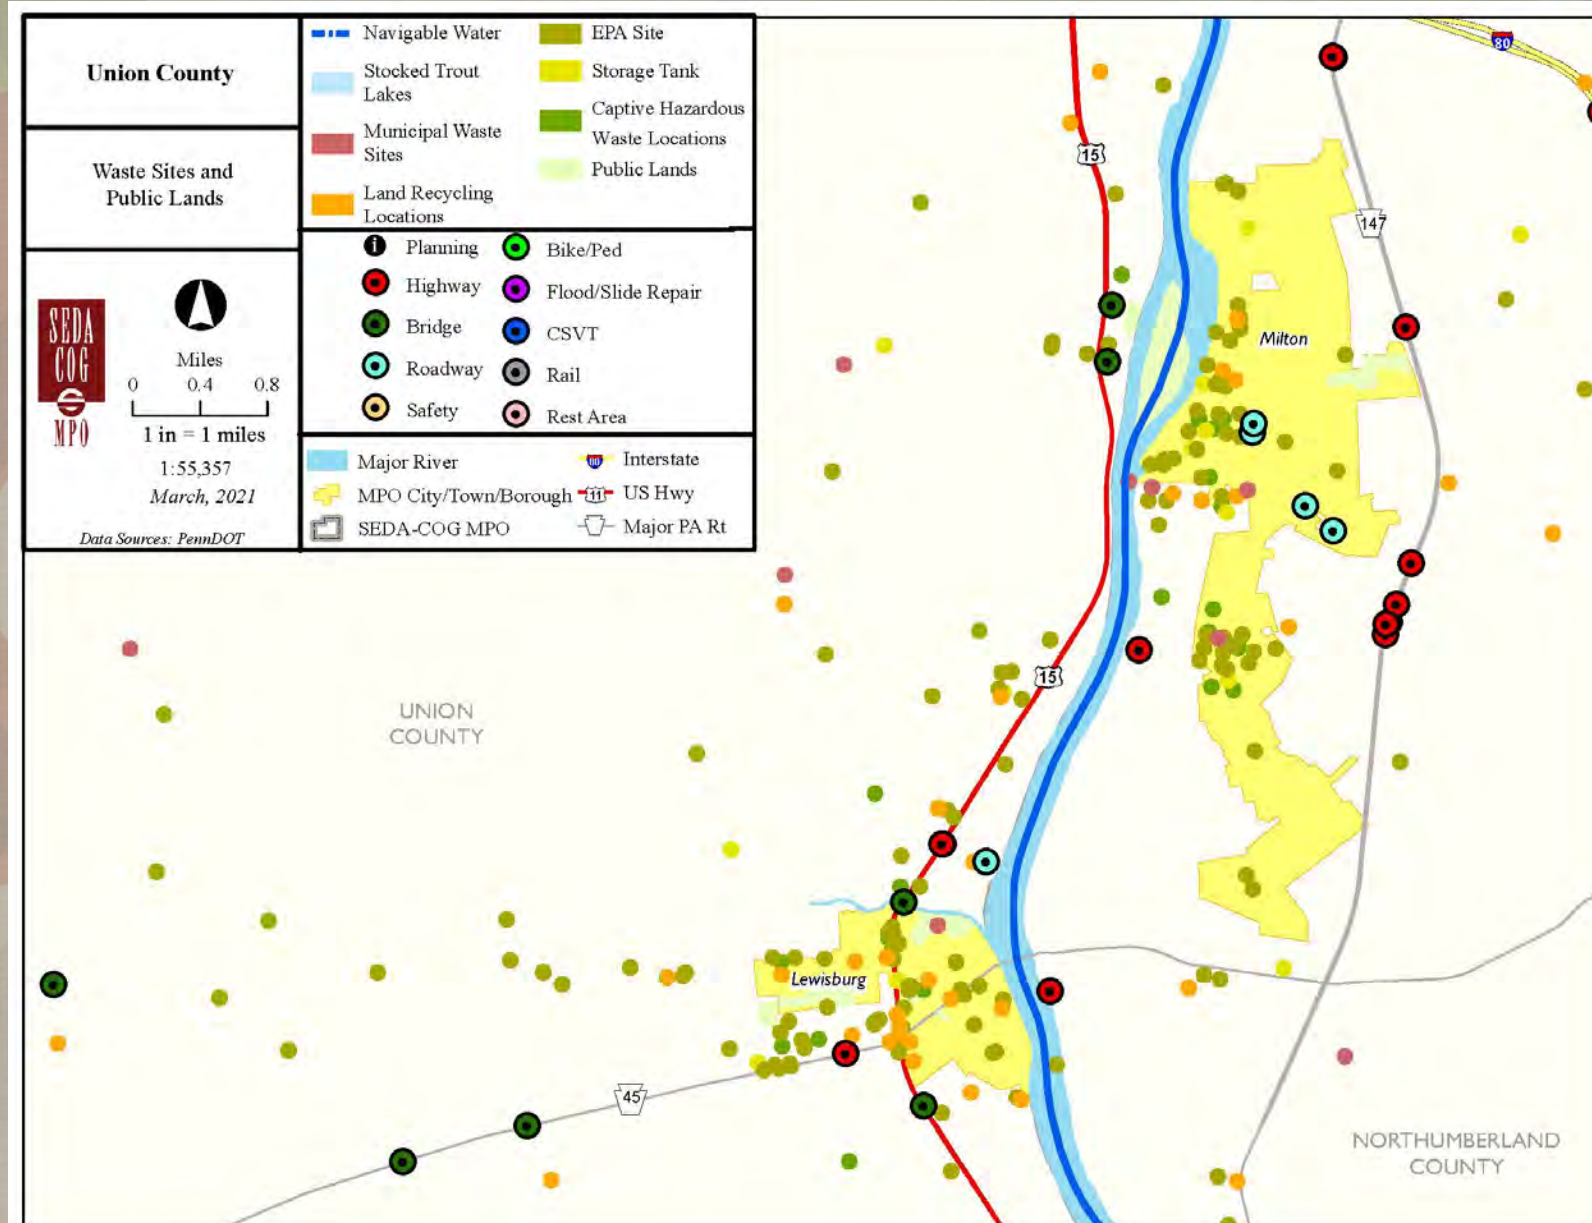 Union County
Waste Sites and
Public Lands
SEDA
COG
MPO
Miles
0 0.4 0.8
1 in = 1 miles
1:55,357
March, 2021
Data Sources: PennDOT
Navigable Water
Stocked Trout
Lakes
Municipal Waste
Sites
Land Recycling
Locations
EPA Site
Storage Tank
Captive Hazardous
Waste Locations
Public Lands
i Planning
Highway
Bridge
Roadway
Safety
Bike/Ped
Flood/Slide Repair
CSVT
Rail
Rest Area
Major River
MPO City/Town/Borough
SEDA-COG MPO
80 Interstate
11 US Hwy
Major PA Rt
80
15
147
Milton
15
UNION
COUNTY
Lewisburg
45
NORTHUMBERLAND
COUNTY